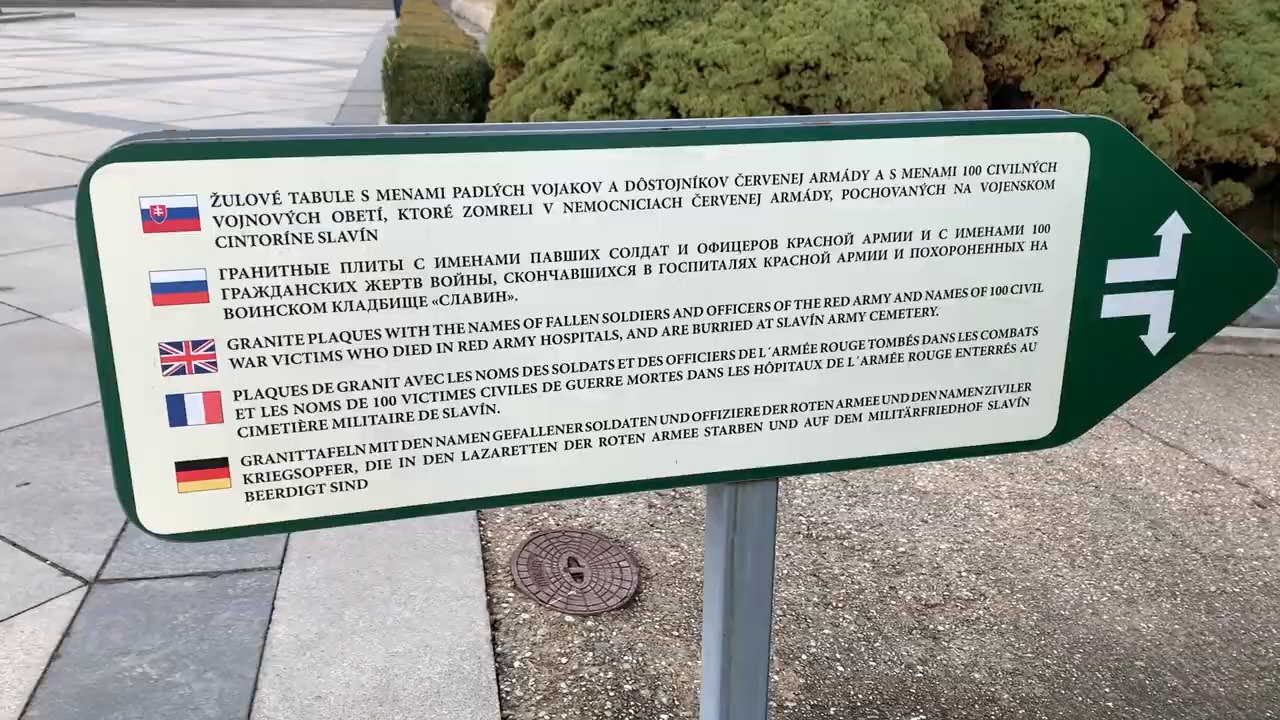 ŽULOVÉ TABULE S MENAMI PADLÝCH VOJAKOV A DÔSTOJNÍKOV ČERVENEJ ARMÁDY A S MENAMI 100 CIVILNÝCH
VOJNOVÝCH OBETÍ, KTORÉ ZOMRELI V NEMOCNICIACH ČERVENEJ ARMÁDY, POCHOVANÝCH NA VOJENSKOM
CINTORÍNE SLAVÍN
ГРАНИТНЫЕ ПЛИТЫ С ИМЕНАМИ ПАВШИХ СОЛДАТ И ОФИЦЕРОВ КРАСНОЙ АРМИИ И С ИМЕНАМИ 100
ГРАЖДАНСКИХ ЖЕРТВ ВОЙНЫ, СКОНЧАВШИХСЯ В ГОСПИТАЛЯХ КРАСНОЙ АРМИИ И ПОХОРОНЕННЫХ НА
ВОИНСКОМ КЛАДБИЩЕ «СЛАВИН».
GRANITE PLAQUES WITH THE NAMES OF FALLEN SOLDIERS AND OFFICERS OF THE RED ARMY AND NAMES OF 100 CIVIL
WAR VICTIMS WHO DIED IN RED ARMY HOSPITALS, AND ARE BURRIED AT SLAVÍN ARMY CEMETERY.
PLAQUES DE GRANIT AVEC LES NOMS DES SOLDATS ET DES OFFICIERS DE L´ARMÉE ROUGE TOMBÉS DANS LES COMBATS
ET LES NOMS DE 100 VICTIMES CIVILES DE GUERRE MORTES DANS LES HÔPITAUX DE L´ARMÉE ROUGE ENTERRÉS AU
CIMETIÈRE MILITAIRE DE SLAVÍN.
GRANITTAFELN MIT DEN NAMEN GEFALLENER SOLDATEN UND OFFIZIERE DER ROTEN ARMEE UND DEN NAMEN ZIVILER
KRIEGSOPFER, DIE IN DEN LAZARETTEN DER ROTEN ARMEE STARBEN UND AUF DEM MILITÄRFRIEDHOF SLAVÍN
BEERDIGT SIND